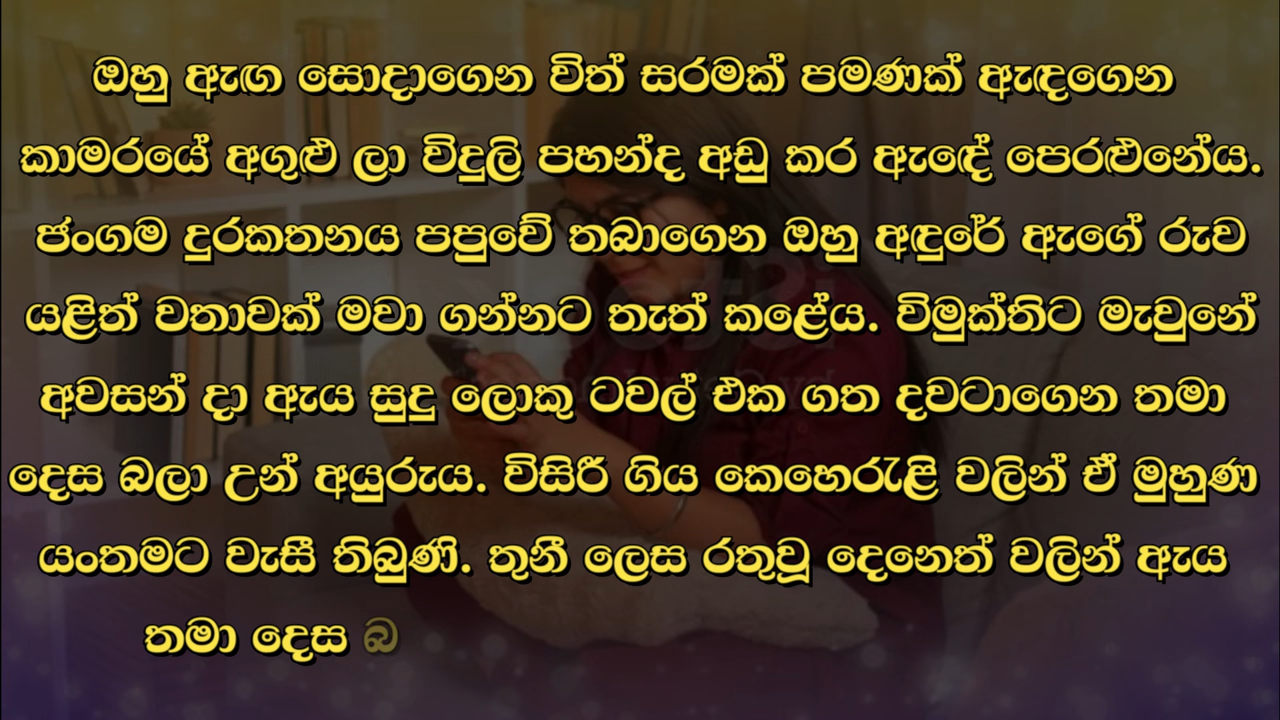 ඔහු ඇඟ සොදාගෙන විත් සරමක් පමණක් ඇඳගෙන
කාමරයේ අගුළු ලා විදුලි පහන්ද අඩු කර ඇඳේ පෙරළුනේය.
ජංගම දුරකතනය පපුවේ තබාගෙන ඔහු අඳුරේ ඇගේ රුව
යළිත් වතාවක් මවා ගන්නට තැත් කළේය. විමුක්තිට මැවුනේ
අවසන් දා ඇය සුදු ලොකු ටවල් එක ගත දවටාගෙන තමා
දෙස බලා උන් අයුරුය. විසිරී ගිය කෙහෙරැළි වලින් ඒ මුහුණ
යංතමට වැසී තිබුණි. තුනී ලෙස රතුවූ දෙනෙත් වලින් ඇය
තමා දෙස බ